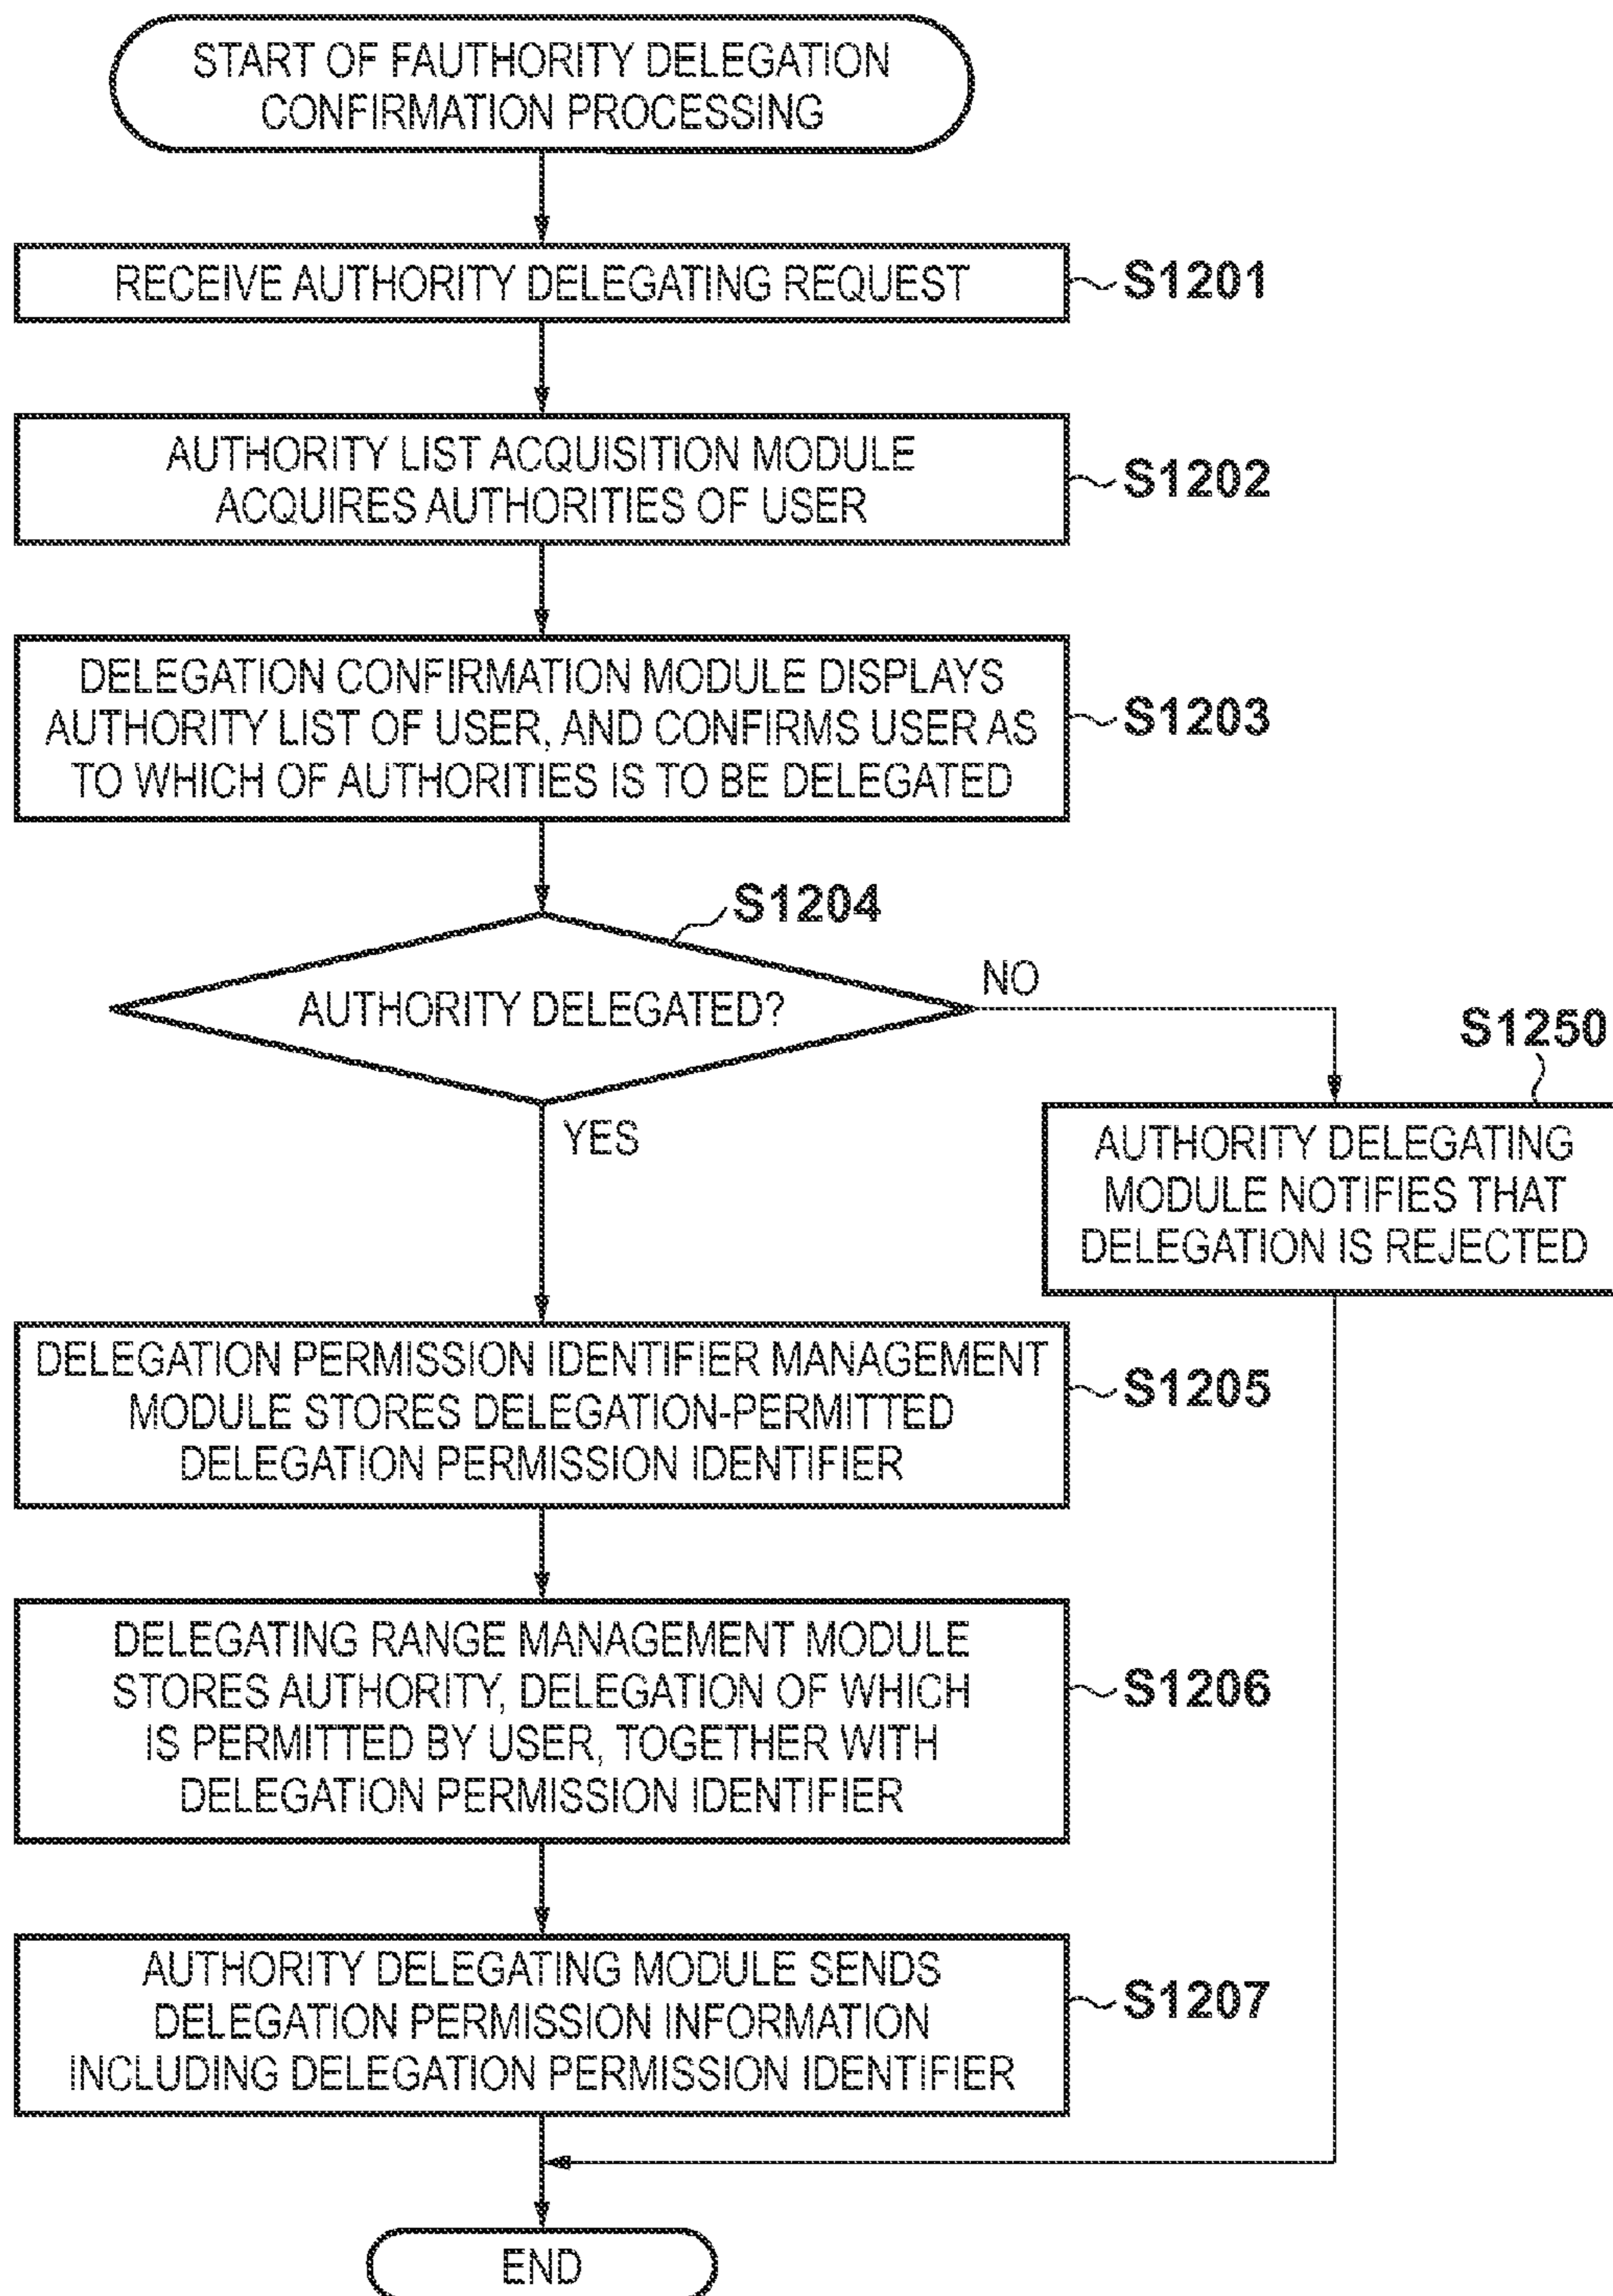 START OF FAUTHORITY DELEGATION
CONFIRMATION PROCESSING
RECEIVE AUTHORITY DELEGATING REQUEST
S1201
AUTHORITY LIST ACQUISITION MODULE
ACQUIRES AUTHORITIES OF USER
S1202
DELEGATION CONFIRMATION MODULE DISPLAYS
AUTHORITY LIST OF USER, AND CONFIRMS USER AS
TO WHICH OF AUTHORITIES IS TO BE DELEGATED
S1203
S1204
AUTHORITY DELEGATED?
NO
YES
S1250
AUTHORITY DELEGATING
MODULE NOTIFIES THAT
DELEGATION IS REJECTED
DELEGATION PERMISSION IDENTIFIER MANAGEMENT
MODULE STORES DELEGATION-PERMITTED
DELEGATION PERMISSION IDENTIFIER
S1205
DELEGATING RANGE MANAGEMENT MODULE
STORES AUTHORITY, DELEGATION OF WHICH
IS PERMITTED BY USER, TOGETHER WITH
DELEGATION PERMISSION IDENTIFIER
S1206
AUTHORITY DELEGATING MODULE SENDS
DELEGATION PERMISSION INFORMATION
INCLUDING DELEGATION PERMISSION IDENTIFIER
S1207
END